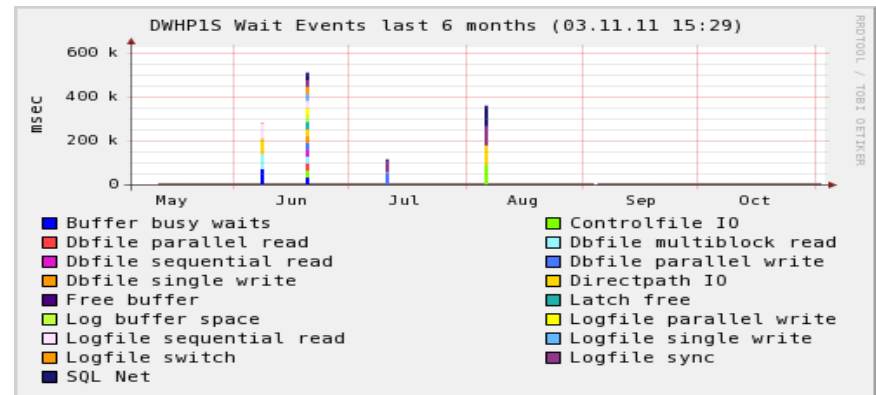 DWHP1S Wait Events last 6 months (03.11.11 15:29)
RRDTOOL / TOBI OETIKER
msec
600 k
400 k
200 k
0
May Jun Jul Aug Sep Oct
Buffer busy waits Controlfile IO
Dbfile parallel read Dbfile multiblock read
Dbfile sequential read Dbfile parallel write
Dbfile single write Directpath IO
Free buffer Latch free
Log buffer space Logfile parallel write
Logfile sequential read Logfile single write
Logfile switch Logfile sync
SQL Net